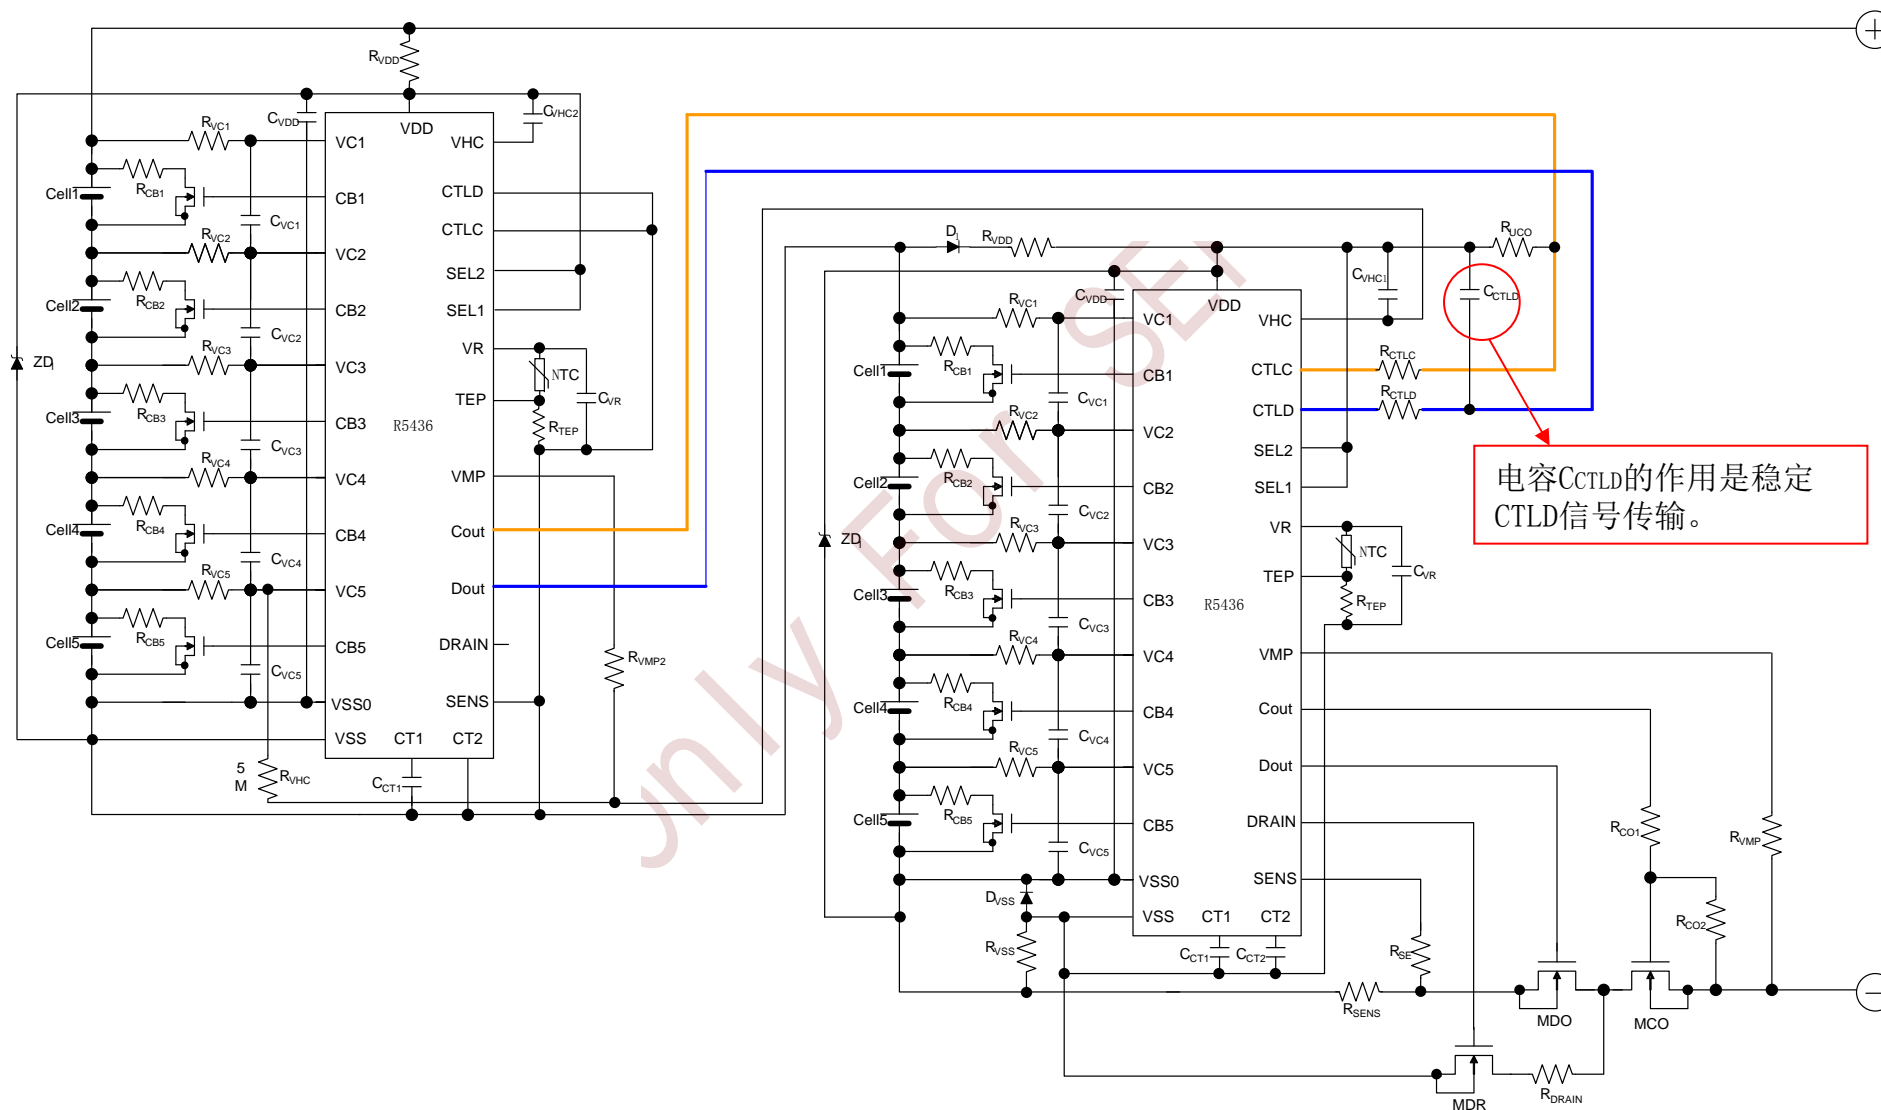 +
RVDD
CVDD
CVHC2
RVC1
VDD
VC1
VHC
RCB1
Cell1
CB1
CTLD
CVC1
RVC2
VC2
CTLC
SEL2
RCB2
Cell2
CB2
SEL1
CVC2
RVC3
VC3
VR
ZD1
NTC
TEP
CVR
RCB3
Cell3
CB3
R5436
RTEP
CVC3
RVC4
VC4
VMP
RCB4
Cell4
CB4
Cout
CVC4
RVC5
VC5
Dout
RCB5
Cell5
CB5
DRAIN
RVMP2
CVC5
VSS0
SENS
VSS
CT1
CT2
5
M
RVHC
CCT1
D1
RVDD
RUCO
CVHC1
CCTLD
CVDD
RVC1
VDD
VC1
VHC
RCB1
Cell1
CB1
CTLC
RCTLC
CVC1
CTLD
RCTLD
RVC2
VC2
SEL2
RCB2
Cell2
CB2
SEL1
电容CCTLD的作用是稳定
CTLD信号传输。
CVC2
RVC3
VC3
VR
ZD1
NTC
TEP
CVR
RCB3
Cell3
CB3
R5436
RTEP
CVC3
RVC4
VC4
VMP
RCB4
Cell4
CB4
Cout
CVC4
RVC5
VC5
Dout
RCB5
Cell5
CB5
DRAIN
RCO1
RVMP
CVC5
VSS0
SENS
DVSS
VSS
CT1
CT2
RCO2
RVSS
CCT1
CCT2
RSE
RSENS
MDO
MCO
−
MDR
RDRAIN
Only For SE